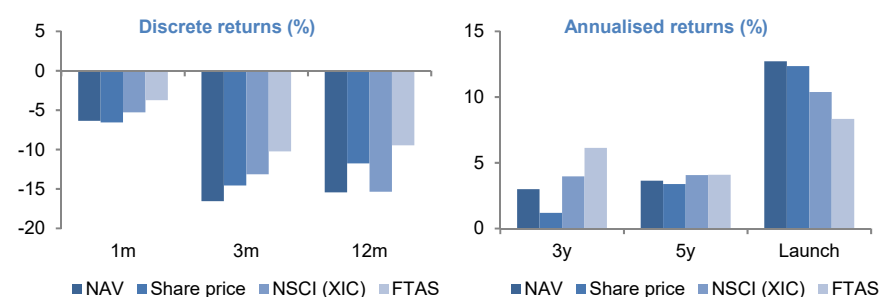 Discrete returns (%)
5
0
-5
-10
-15
-20
1m 3m 12m
NAV Share price NSCI (XIC) FTAS
Annualised returns (%)
15
10
5
0
3y 5y Launch
NAV Share price NSCI (XIC) FTAS